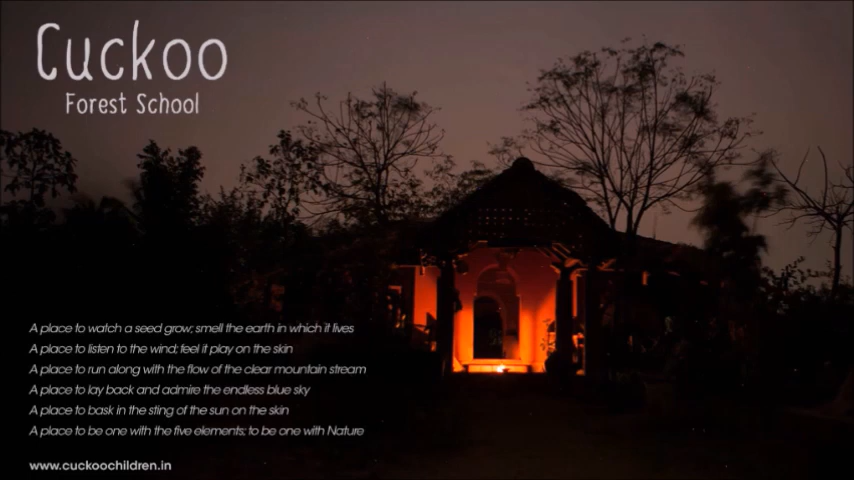 Cuckoo
Forest School
A place to watch a seed grow; smell the earth in which it lives
A place to listen to the wind; feel it play on the skin
A place to run along with the flow of the clear mountain stream
A place to lay back and admire the endless blue sky
A place to bask in the sting of the sun on the skin
A place to be one with the five elements; to be one with Nature
www.cuckoochildren.in